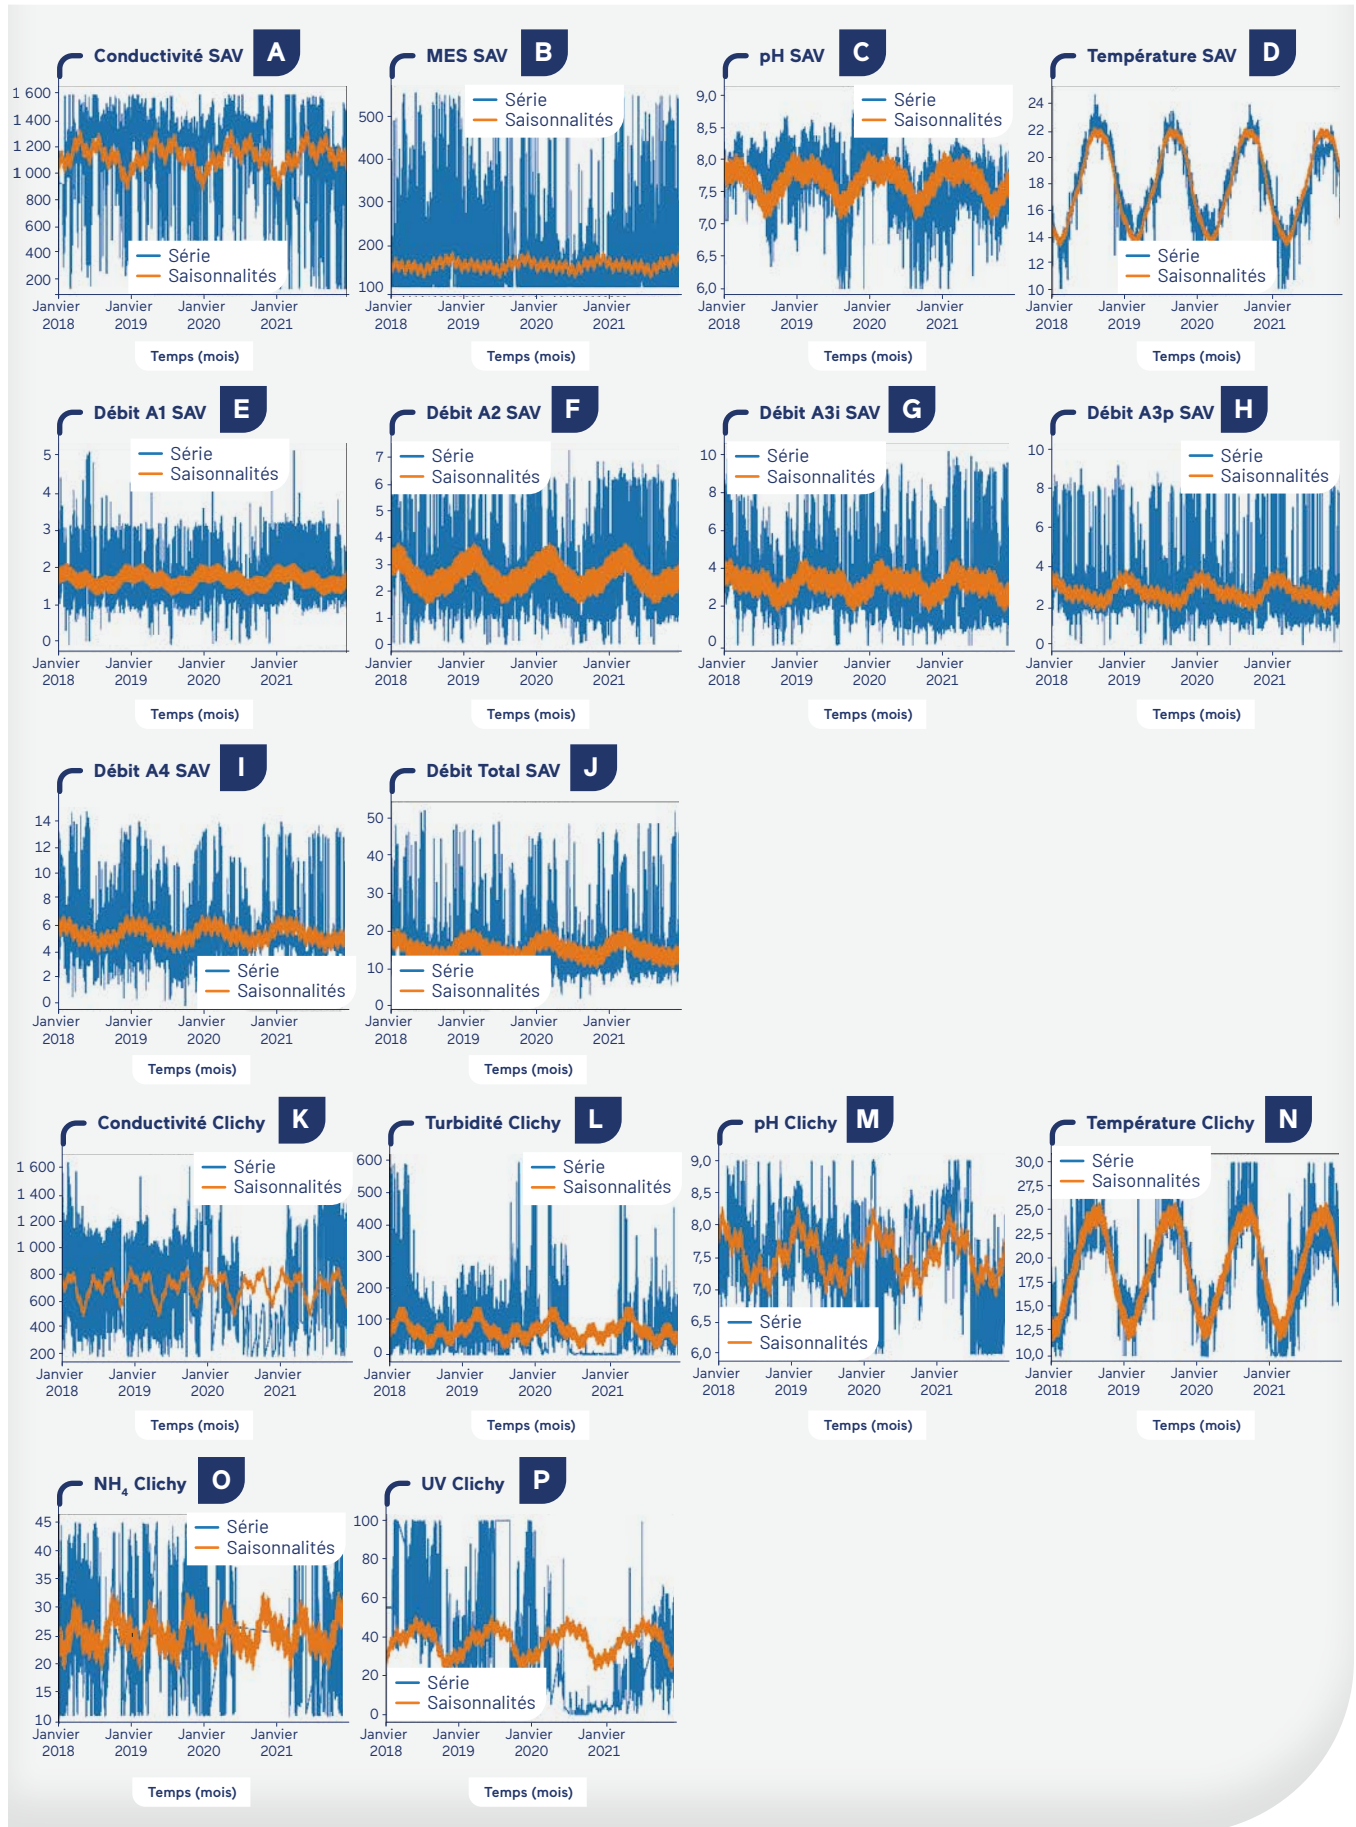 Conductivité SAV A
1 600
1 400
1 200
1 000
800
600
400
200
Série
Saisonnalités
Janvier 2018
Janvier 2019
Janvier 2020
Janvier 2021
Temps (mois)
MES SAV B
500
400
300
200
100
Série
Saisonnalités
Janvier 2018
Janvier 2019
Janvier 2020
Janvier 2021
Temps (mois)
pH SAV C
9,0
8,5
8,0
7,5
7,0
6,5
6,0
Série
Saisonnalités
Janvier 2018
Janvier 2019
Janvier 2020
Janvier 2021
Temps (mois)
Température SAV D
24
22
20
18
16
14
12
10
Série
Saisonnalités
Janvier 2018
Janvier 2019
Janvier 2020
Janvier 2021
Temps (mois)
Débit A1 SAV E
5
4
3
2
1
0
Série
Saisonnalités
Janvier 2018
Janvier 2019
Janvier 2020
Janvier 2021
Temps (mois)
Débit A2 SAV F
7
6
5
4
3
2
1
0
Série
Saisonnalités
Janvier 2018
Janvier 2019
Janvier 2020
Janvier 2021
Temps (mois)
Débit A3i SAV G
10
8
6
4
2
0
Série
Saisonnalités
Janvier 2018
Janvier 2019
Janvier 2020
Janvier 2021
Temps (mois)
Débit A3p SAV H
10
8
6
4
2
0
Série
Saisonnalités
Janvier 2018
Janvier 2019
Janvier 2020
Janvier 2021
Temps (mois)
Débit A4 SAV I
14
12
10
8
6
4
2
0
Série
Saisonnalités
Janvier 2018
Janvier 2019
Janvier 2020
Janvier 2021
Temps (mois)
Débit Total SAV J
50
40
30
20
10
0
Série
Saisonnalités
Janvier 2018
Janvier 2019
Janvier 2020
Janvier 2021
Temps (mois)
Conductivité Clichy K
1 600
1 400
1 200
1 000
800
600
400
200
Série
Saisonnalités
Janvier 2018
Janvier 2019
Janvier 2020
Janvier 2021
Temps (mois)
Turbidité Clichy L
600
500
400
300
200
100
0
Série
Saisonnalités
Janvier 2018
Janvier 2019
Janvier 2020
Janvier 2021
Temps (mois)
pH Clichy M
9,0
8,5
8,0
7,5
7,0
6,5
6,0
Série
Saisonnalités
Janvier 2018
Janvier 2019
Janvier 2020
Janvier 2021
Temps (mois)
Température Clichy N
30,0
27,5
25,0
22,5
20,0
17,5
15,0
12,5
10,0
Série
Saisonnalités
Janvier 2018
Janvier 2019
Janvier 2020
Janvier 2021
Temps (mois)
NH₄ Clichy O
45
40
35
30
25
20
15
10
Série
Saisonnalités
Janvier 2018
Janvier 2019
Janvier 2020
Janvier 2021
Temps (mois)
UV Clichy P
100
80
60
40
20
0
Série
Saisonnalités
Janvier 2018
Janvier 2019
Janvier 2020
Janvier 2021
Temps (mois)